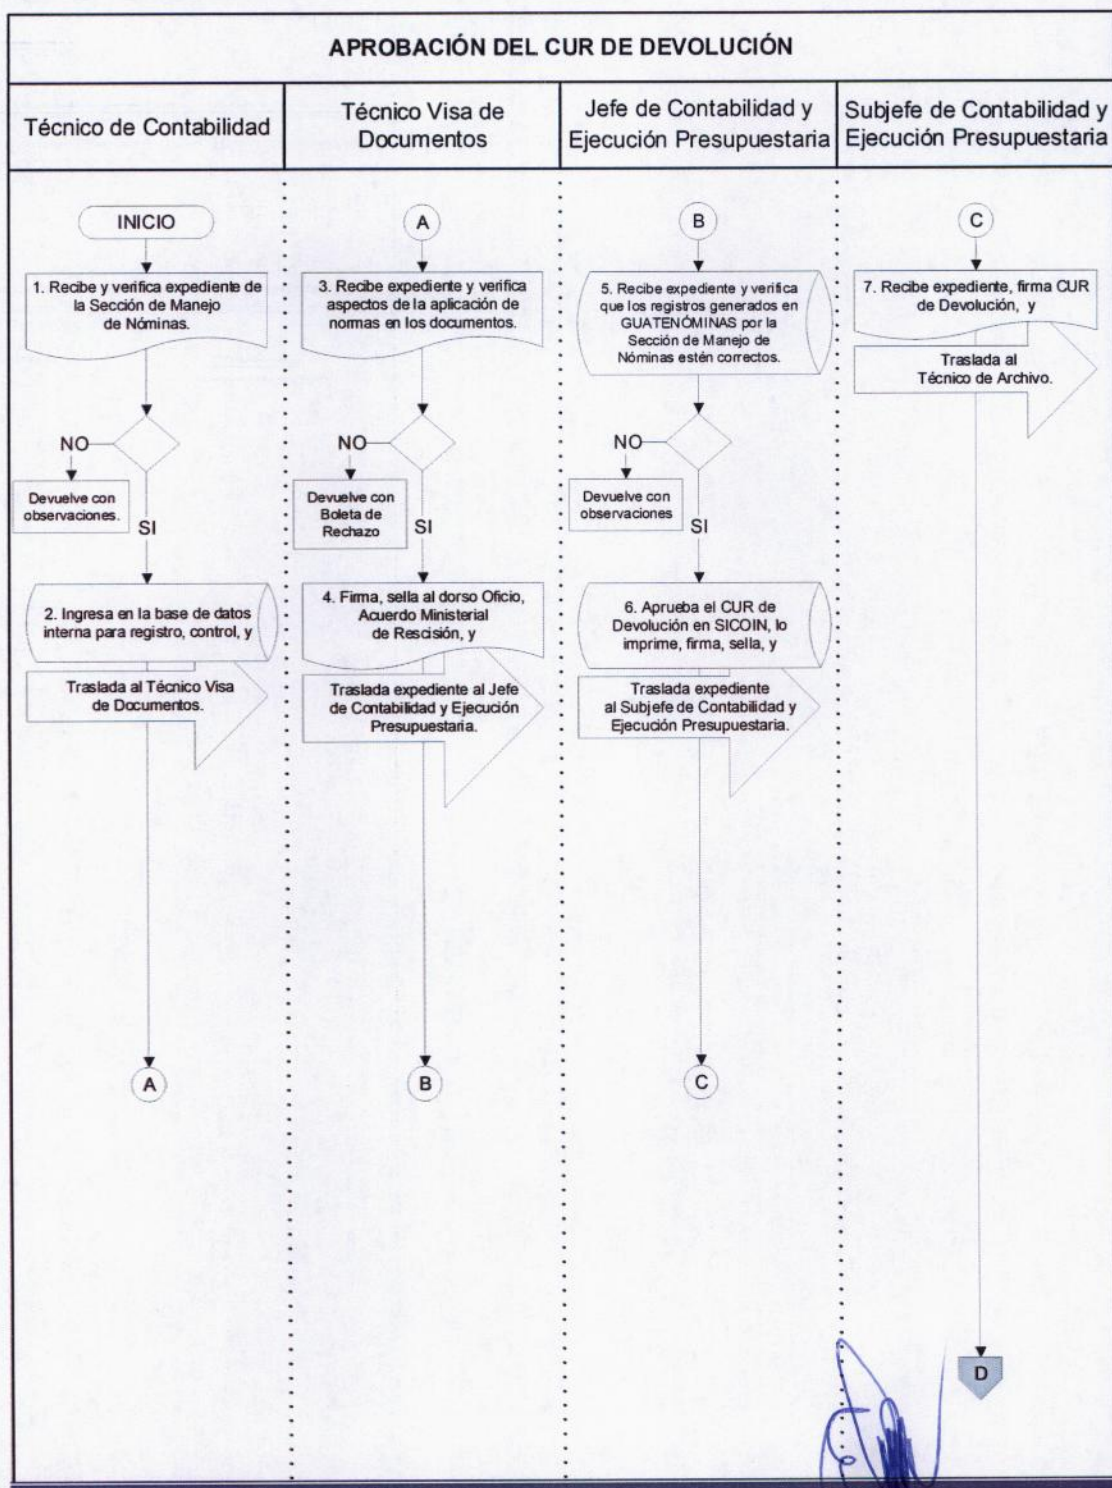 APROBACIÓN DEL CUR DE DEVOLUCIÓN
Técnico de Contabilidad
Técnico Visa de
Documentos
Jefe de Contabilidad y
Ejecución Presupuestaria
Subjefe de Contabilidad y
Ejecución Presupuestaria
INICIO
1. Recibe y verifica expediente de
la Sección de Manejo
de Nóminas.
NO
Devuelve con
observaciones.
SI
2. Ingresa en la base de datos
interna para registro, control, y
Traslada al Técnico Visa
de Documentos.
A
A
3. Recibe expediente y verifica
aspectos de la aplicación de
normas en los documentos.
NO
Devuelve con
Boleta de
Rechazo
SI
4. Firma, sella al dorso Oficio,
Acuerdo Ministerial
de Rescisión, y
Traslada expediente al Jefe
de Contabilidad y Ejecución
Presupuestaria.
B
B
5. Recibe expediente y verifica
que los registros generados en
GUATENÓMINAS por la
Sección de Manejo de
Nóminas estén correctos.
NO
Devuelve con
observaciones
SI
6. Aprueba el CUR de
Devolución en SICOIN, lo
imprime, firma, sella, y
Traslada expediente
al Subjefe de Contabilidad y
Ejecución Presupuestaria.
C
C
7. Recibe expediente, firma CUR
de Devolución, y
Traslada al
Técnico de Archivo.
D